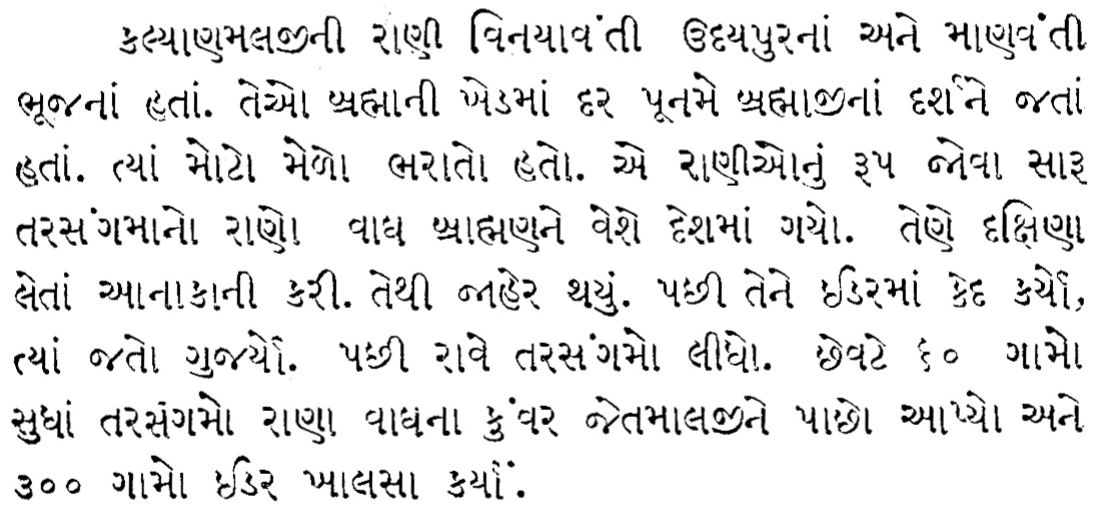 કલ્યાણમલજીની રાણી વિનયાવંતી ઉદયપુરનાં અને માણવંતી
ભૂજનાં હતાં. તેઓ બ્રહ્માની ખેડમાં દર પૂનમે બ્રહ્માજીનાં દર્શને જતાં
હતાં. ત્યાં મોટો મેળો ભરાતો હતો. એ રાણીઓનું રૂપ જોવા સારૂ
તરસંગમાનો રાણો વાઘ બ્રાહ્મણને વેશે દેશમાં ગયો. તેણે દક્ષિણા
લેતાં આનાકાની કરી. તેથી જાહેર થયું. પછી તેને ઈડરમાં કેદ કર્યો,
ત્યાં જતો ગુજર્યો. પછી રાવે તરસંગમો લીધો. છેવટે ૬૦ ગામો
સુધાં તરસંગમો રાણા વાઘના કુંવર જેતમાલજીને પાછો આપ્યો અને
૩૦૦ ગામો ઈડર ખાલસા કર્યાં.